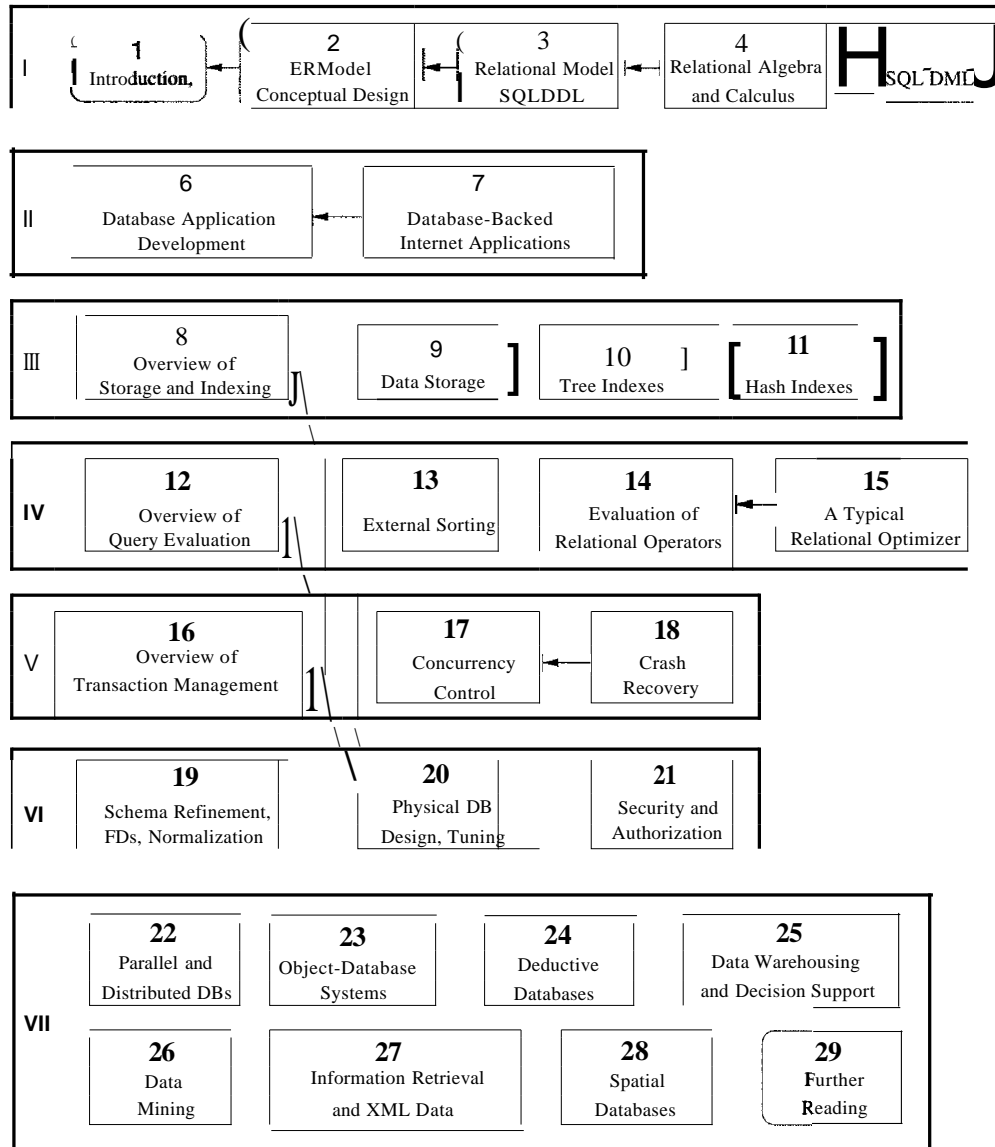 I
1
Introduction,
2
ERModel
Conceptual Design
3
Relational Model
SQLDDL
4
Relational Algebra
and Calculus
H
SQL DML
J
II
6
Database Application
Development
7
Database-Backed
Internet Applications
III
8
Overview of
Storage and Indexing
J
9
Data Storage
]
10 ]
Tree Indexes
[
11
Hash Indexes
]
IV
12
Overview of
Query Evaluation
1
13
External Sorting
14
Evaluation of
Relational Operators
15
A Typical
Relational Optimizer
V
16
Overview of
Transaction Management
1
17
Concurrency
Control
18
Crash
Recovery
VI
19
Schema Refinement,
FDs, Normalization
20
Physical DB
Design, Tuning
21
Security and
Authorization
VII
22
Parallel and
Distributed DBs
23
Object-Database
Systems
24
Deductive
Databases
25
Data Warehousing
and Decision Support
26
Data
Mining
27
Information Retrieval
and XML Data
28
Spatial
Databases
29
Further
Reading